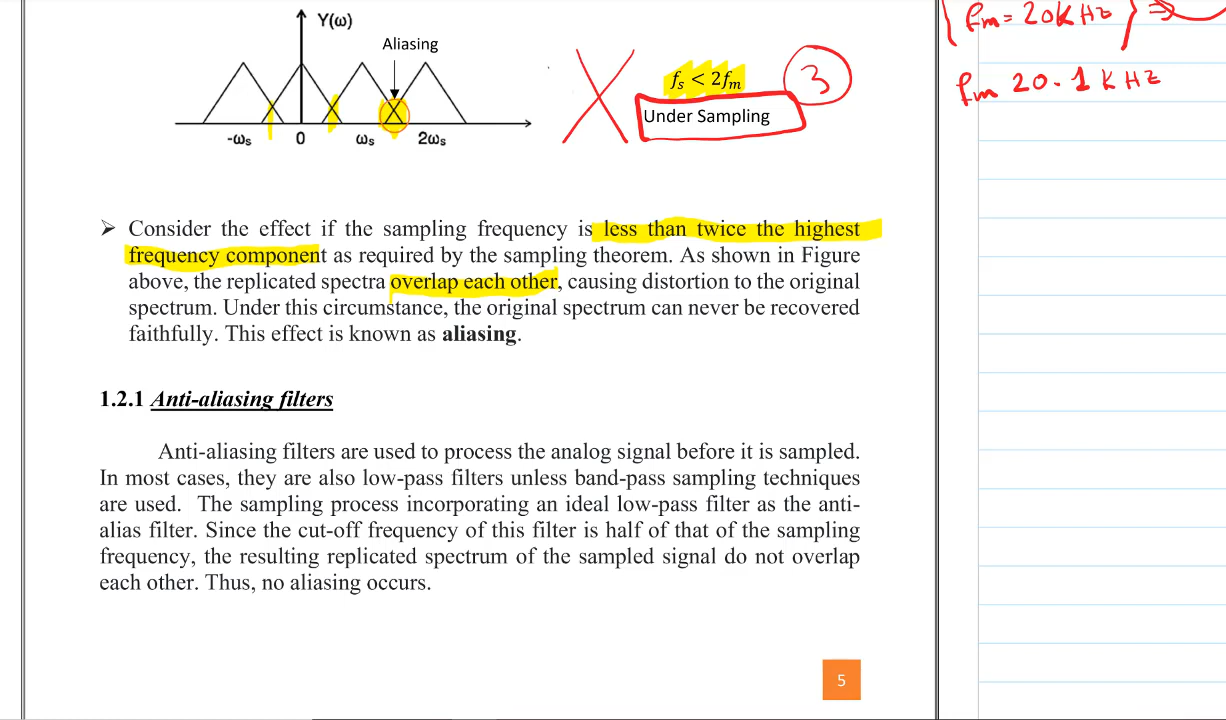 Y(ω)
Aliasing
-ωs 0 ωs 2ωs
fs < 2fm
Under Sampling
3
fm = 20K Hz
fm 20.1 K HZ
➢ Consider the effect if the sampling frequency is less than twice the highest
frequency component as required by the sampling theorem. As shown in Figure
above, the replicated spectra overlap each other, causing distortion to the original
spectrum. Under this circumstance, the original spectrum can never be recovered
faithfully. This effect is known as aliasing.
1.2.1 Anti-aliasing filters
Anti-aliasing filters are used to process the analog signal before it is sampled.
In most cases, they are also low-pass filters unless band-pass sampling techniques
are used. The sampling process incorporating an ideal low-pass filter as the anti-
alias filter. Since the cut-off frequency of this filter is half of that of the sampling
frequency, the resulting replicated spectrum of the sampled signal do not overlap
each other. Thus, no aliasing occurs.
5